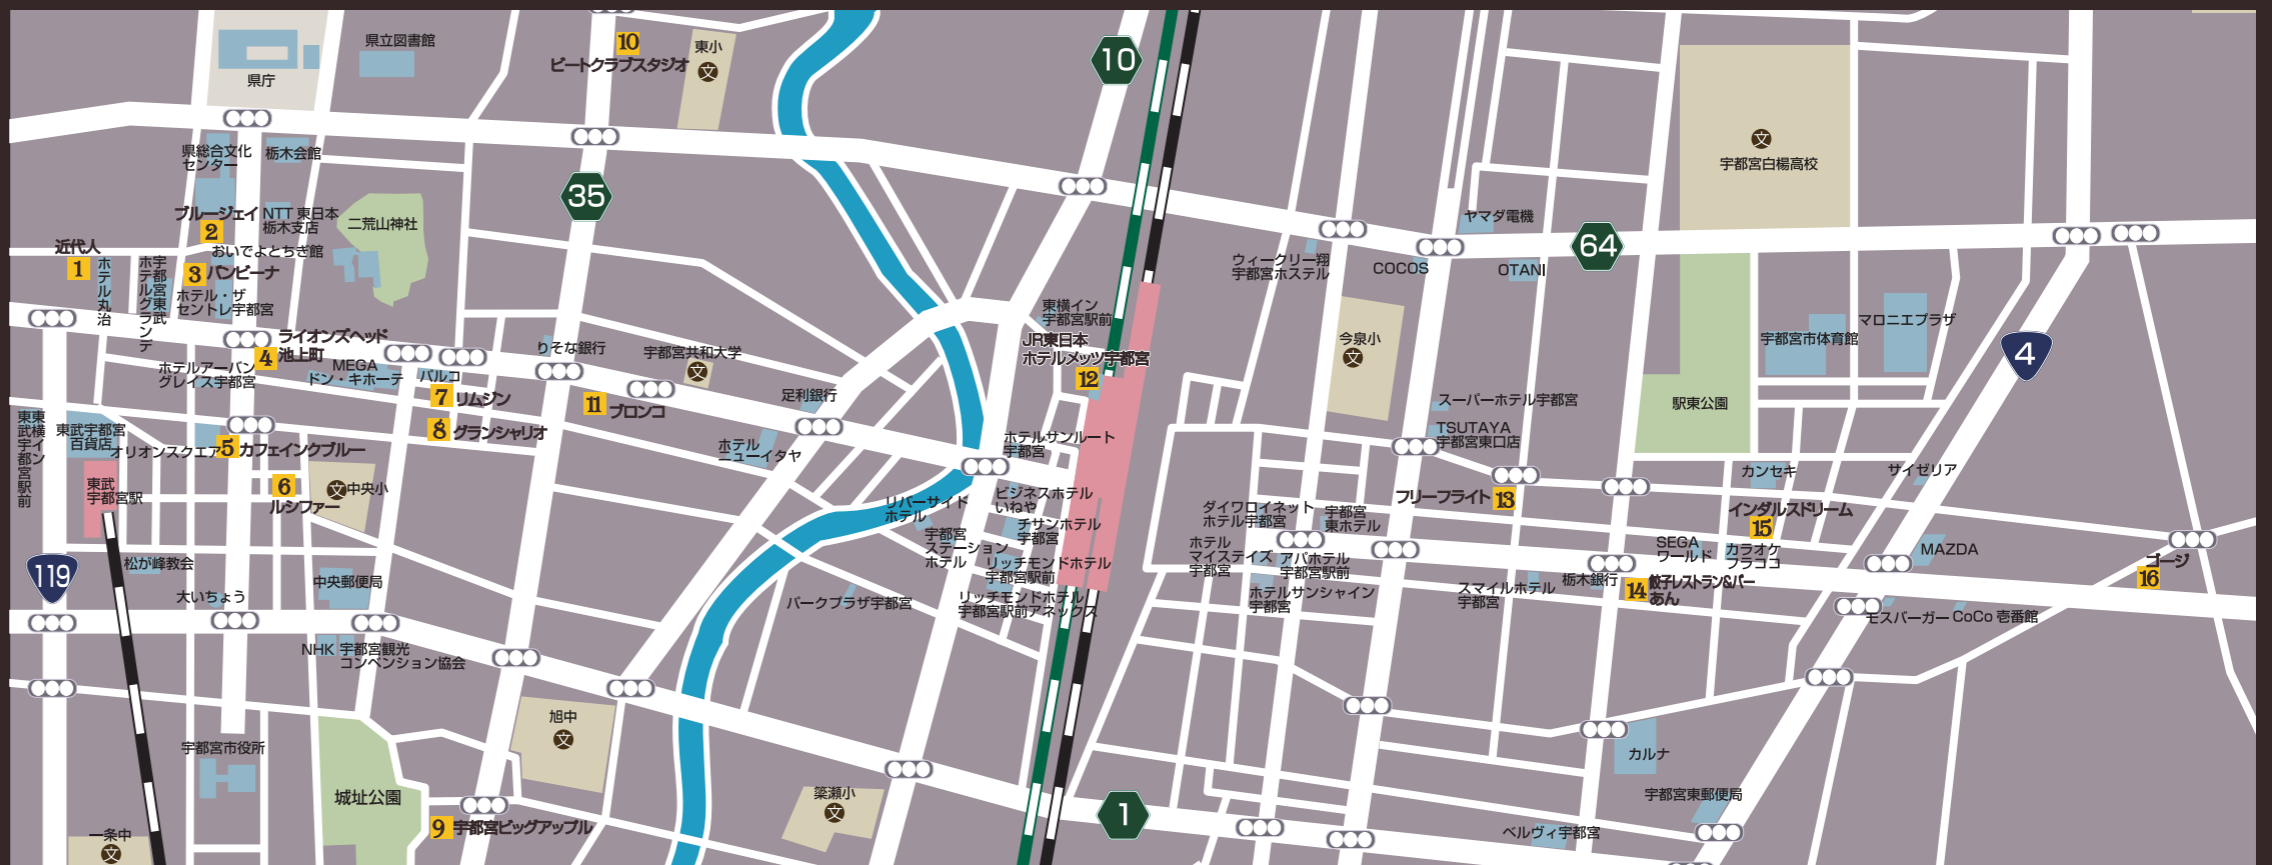 県庁
県立図書館
10
ビートクラブスタジオ
東小
文
10
文
宇都宮白楊高校
県総合文化
センター
栃木会館
35
ブルージェイ
2
NTT 東日本
栃木支店
二荒山神社
おいでよとちぎ館
近代人
1
ホテル丸治
宇都宮東武
ホテルグランデ
3
バンビーナ
ホテル・ザ
セントレ宇都宮
ライオンズヘッド
池上町
4
ホテルアーバン
グレイス宇都宮
MEGA
ドン・キホーテ
パルコ
7
リムジン
8
グランシャリオ
りそな銀行
宇都宮共和大学
文
11
ブロンコ
足利銀行
ホテル
ニューイタヤ
東横イン
宇都宮駅前
JR東日本
ホテルメッツ宇都宮
12
ホテルサンルート
宇都宮
ウィークリー翔
宇都宮ホステル
COCOS
ヤマダ電機
OTANI
64
今泉小
文
スーパーホテル宇都宮
TSUTAYA
宇都宮東口店
駅東公園
宇都宮市体育館
マロニエプラザ
4
カンセキ
サイゼリア
東横イン
東武宇都宮駅前
東武宇都宮
百貨店
オリオンスクエア
5
カフェインクブルー
6
ルシファー
文
中央小
東武
宇都宮駅
119
松が峰教会
大いちょう
中央郵便局
NHK
宇都宮観光
コンベンション協会
リバーサイド
ホテル
ビジネスホテル
いねや
チサンホテル
宇都宮
宇都宮
ステーション
ホテル
リッチモンドホテル
宇都宮駅前
リッチモンドホテル
宇都宮駅前アネックス
パークプラザ宇都宮
ダイワロイネット
ホテル宇都宮
宇都宮
東ホテル
ホテル
マイステイズ
宇都宮
アパホテル
宇都宮駅前
ホテルサンシャイン
宇都宮
フリーフライト
13
スマイルホテル
宇都宮
栃木銀行
14
餃子レストラン&バー
あん
SEGA
ワールド
カラオケ
フラココ
インダルスドリーム
15
MAZDA
モスバーガー
CoCo 壱番館
ゴージ
16
旭中
文
宇都宮市役所
城址公園
一条中
文
9
宇都宮ビッグアップル
簗瀬小
文
1
カルナ
宇都宮東郵便局
ベルヴィ宇都宮